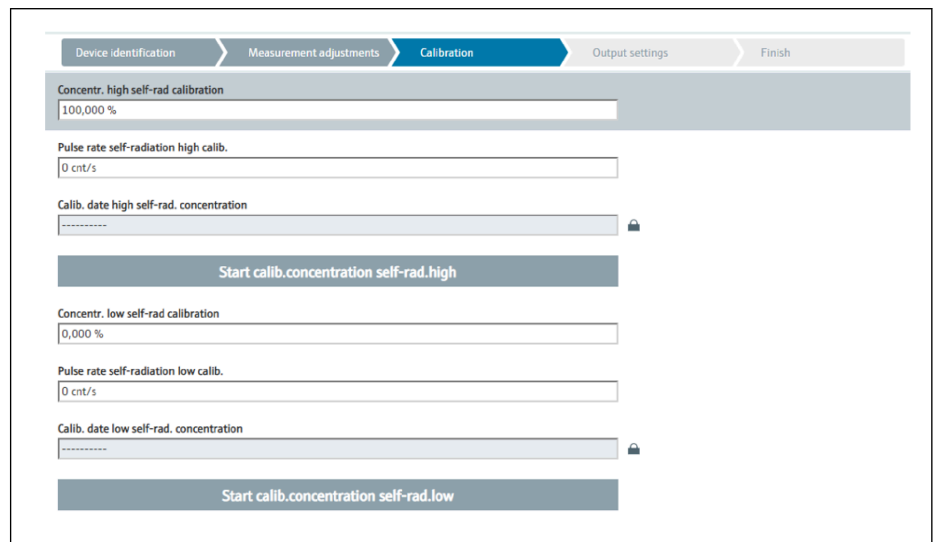 Device identification
Measurement adjustments
Calibration
Output settings
Finish
Concentr. high self-rad calibration
100,000 %
Pulse rate self-radiation high calib.
0 cnt/s
Calib. date high self-rad. concentration
----------
Start calib.concentration self-rad.high
Concentr. low self-rad calibration
0,000 %
Pulse rate self-radiation low calib.
0 cnt/s
Calib. date low self-rad. concentration
----------
Start calib.concentration self-rad.low